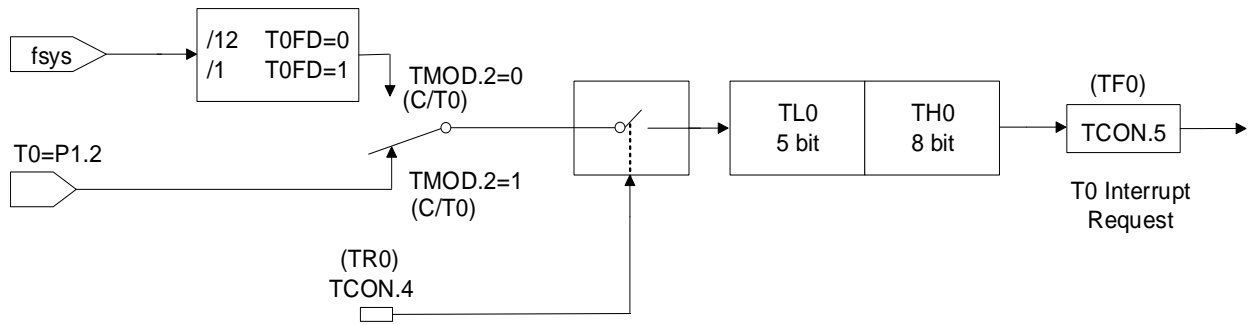 fsys
/12 T0FD=0
/1 T0FD=1
TMOD.2=0
(C/T0)
T0=P1.2
TMOD.2=1
(C/T0)
(TR0)
TCON.4
TL0
5 bit
TH0
8 bit
(TF0)
TCON.5
T0 Interrupt
Request